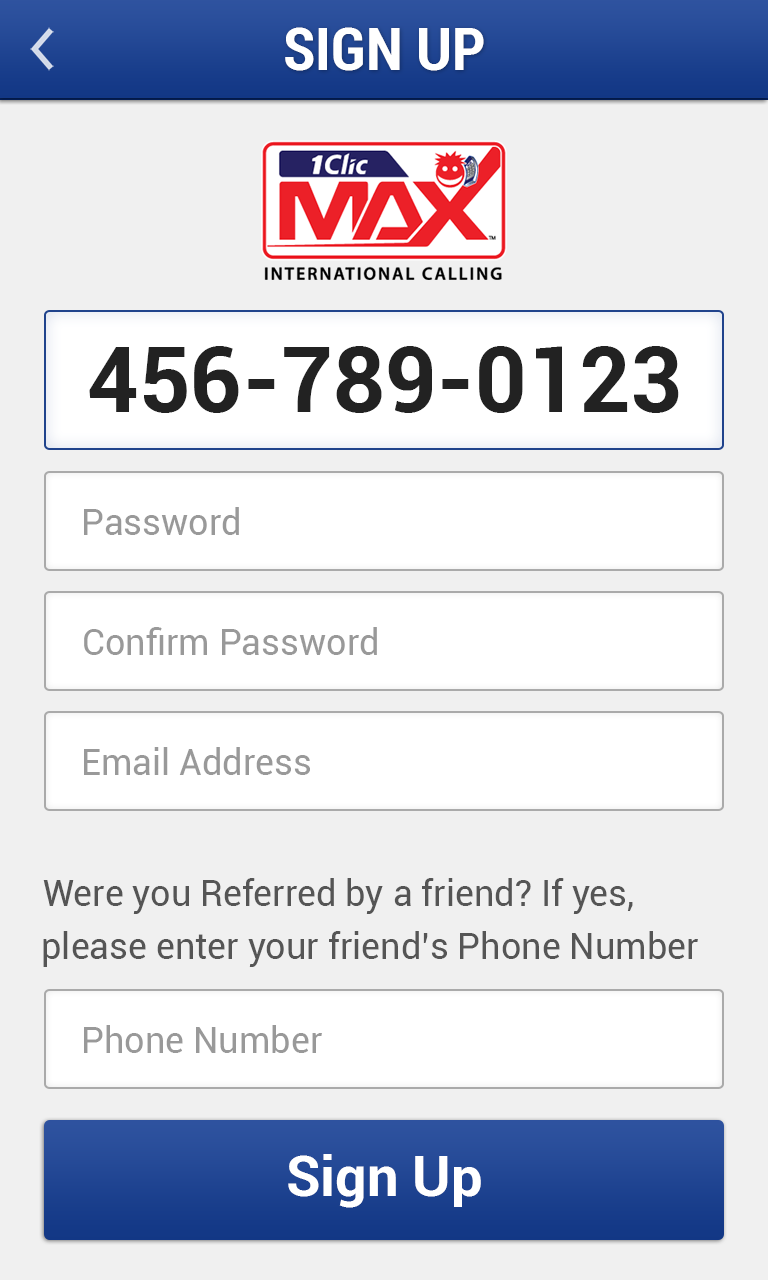 SIGN UP
1Clic
MAX™
INTERNATIONAL CALLING
456-789-0123
Password
Confirm Password
Email Address
Were you Referred by a friend? If yes,
please enter your friend's Phone Number
Phone Number
Sign Up